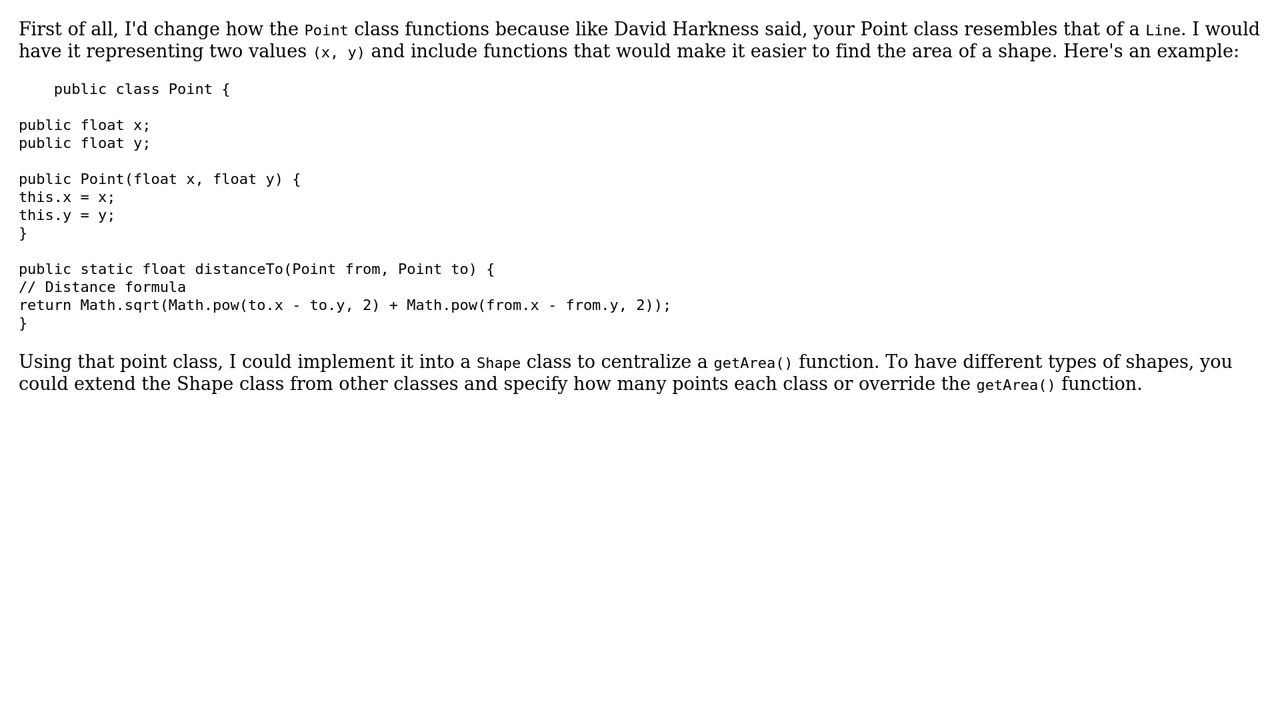 First of all, I'd change how the Point class functions because like David Harkness said, your Point class resembles that of a Line. I would
have it representing two values (x, y) and include functions that would make it easier to find the area of a shape. Here's an example:
public class Point {
public float x;
public float y;
public Point(float x, float y) {
this.x = x;
this.y = y;
}
public static float distanceTo(Point from, Point to) {
// Distance formula
return Math.sqrt(Math.pow(to.x - to.y, 2) + Math.pow(from.x - from.y, 2));
}
Using that point class, I could implement it into a Shape class to centralize a getArea() function. To have different types of shapes, you
could extend the Shape class from other classes and specify how many points each class or override the getArea() function.